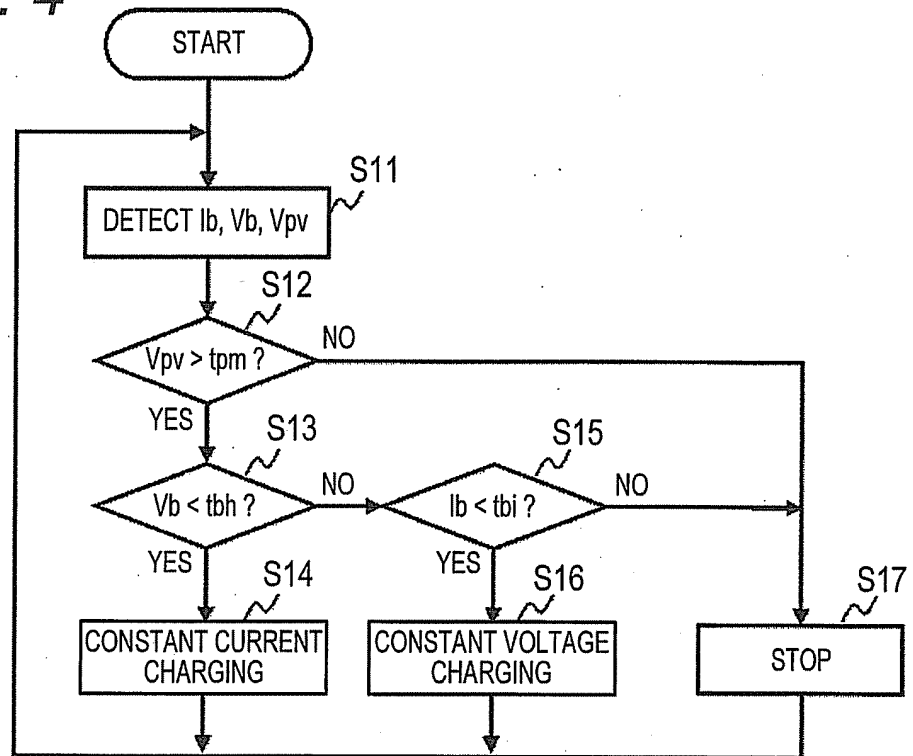 . 4
START
S11
DETECT Ib, Vb, Vpv
S12
Vpv > tpm ?
NO
YES
S13
S15
Vb < tbh ?
NO
Ib < tbi ?
NO
YES
YES
S14
S16
S17
CONSTANT CURRENT
CHARGING
CONSTANT VOLTAGE
CHARGING
STOP